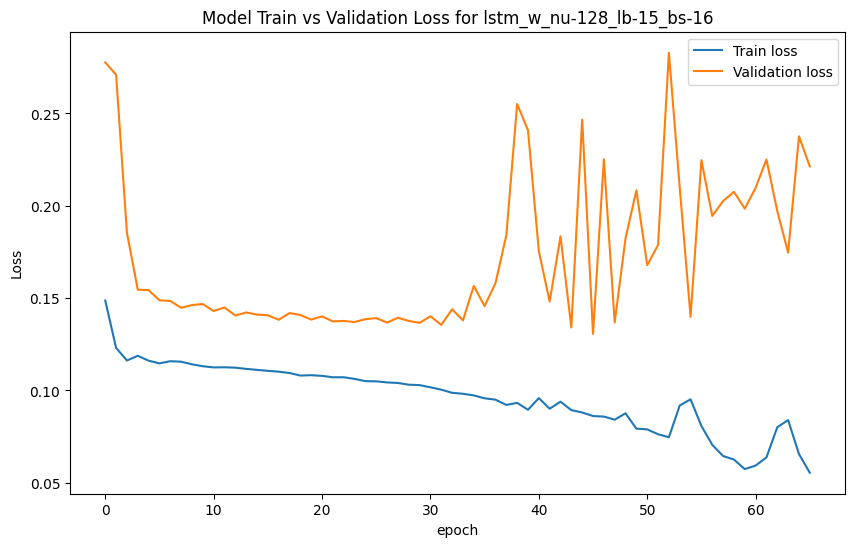 Model Train vs Validation Loss for lstm_w_nu-128_lb-15_bs-16
Train loss
Validation loss
0.25
0.20
0.15
0.10
0.05
Loss
0 10 20 30 40 50 60
epoch